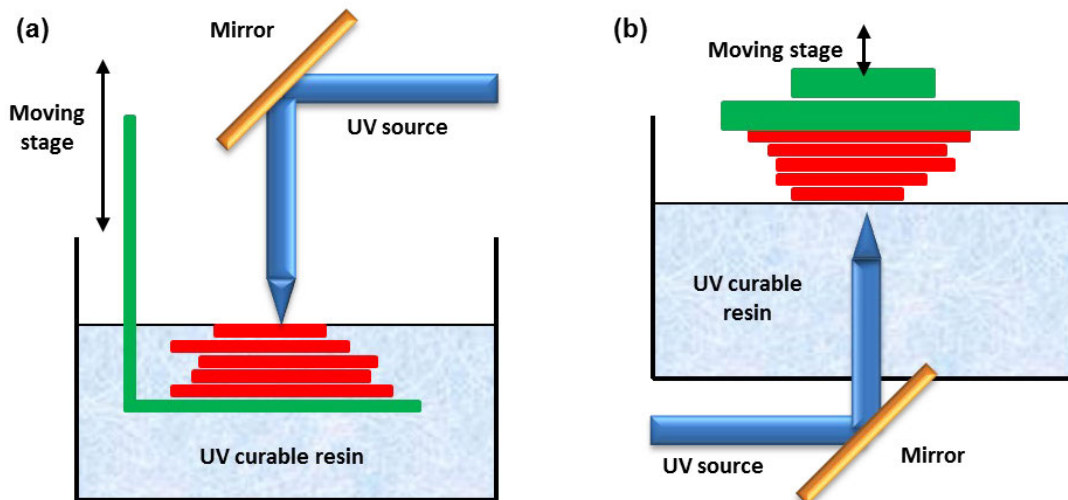 (a)
Mirror
Moving
stage
UV source
UV curable resin
(b)
Moving stage
UV curable
resin
UV source
Mirror